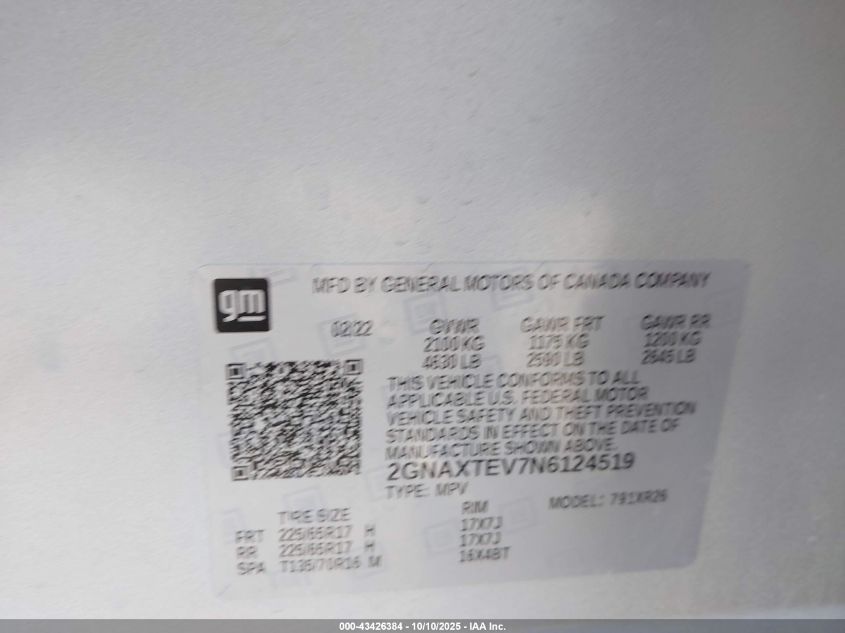 gm
MFD BY GENERAL MOTORS OF CANADA COMPANY
02/22 GVWR GAWR FRT GAWR RR
2100 KG 1175 KG 1200 KG
4630 LB 2590 LB 2645 LB
THIS VEHICLE CONFORMS TO ALL
APPLICABLE U.S. FEDERAL MOTOR
VEHICLE SAFETY AND THEFT PREVENTION
STANDARDS IN EFFECT ON THE DATE OF
MANUFACTURE SHOWN ABOVE.
2GNAXTEV7N6124519
TYPE: MPV MODEL: 791XR26
TIRE SIZE RIM
FRT 225/65R17 H 17X7J
RR 225/65R17 H 17X7J
SPA T135/70R16 M 16X4BT
000-43426384 - 10/10/2025 - IAA Inc.